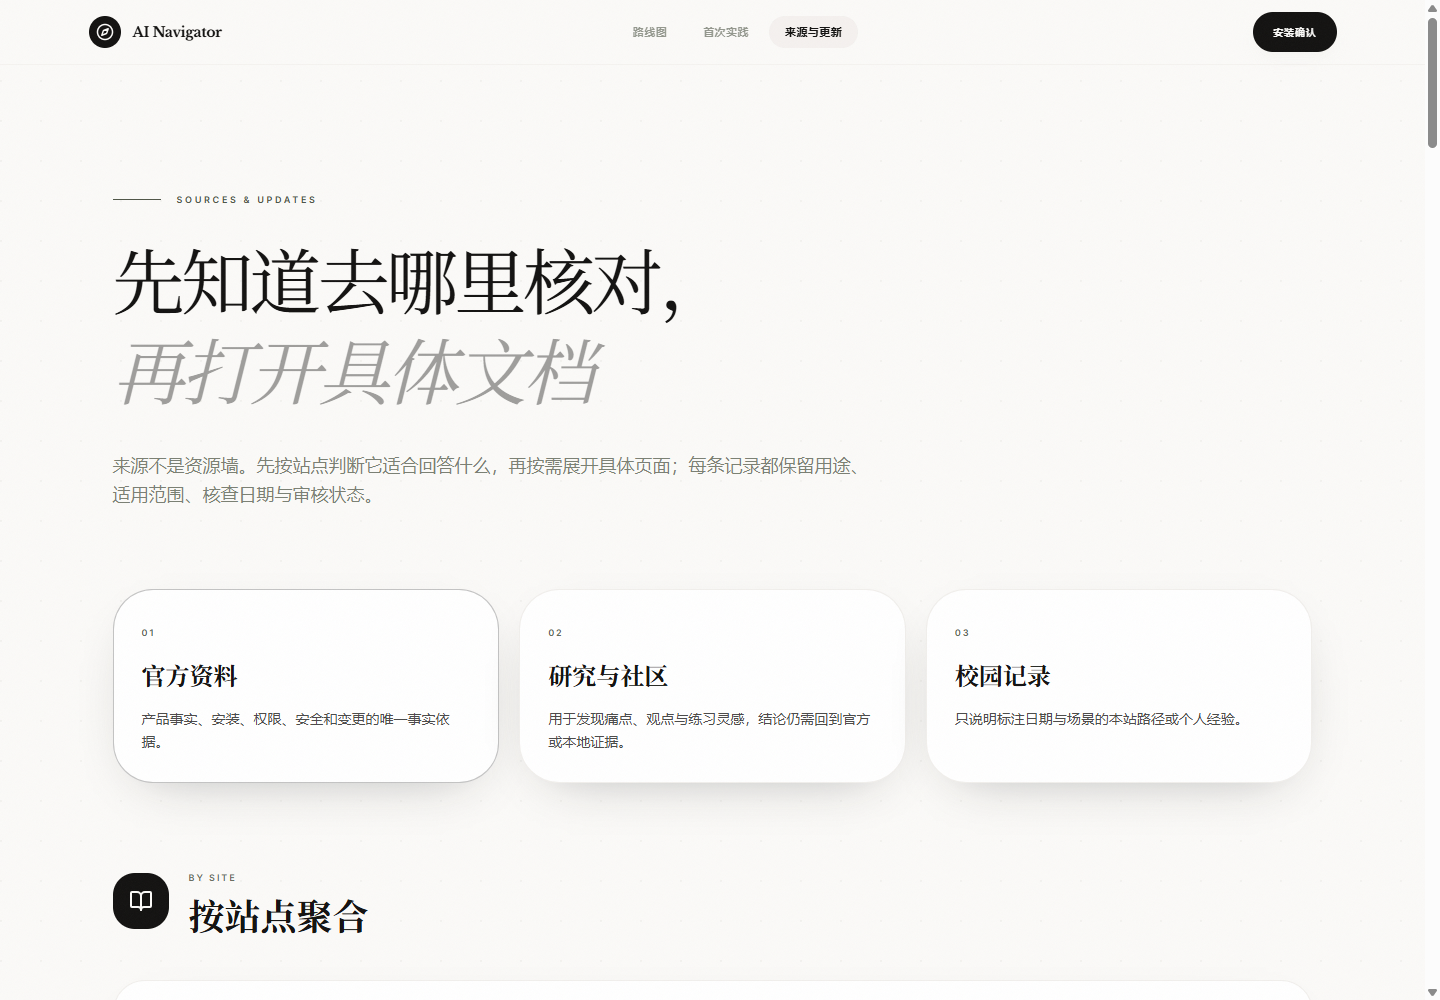 AI Navigator
路线图
首次实践
来源与更新
安装确认
SOURCES & UPDATES
先知道去哪里核对，
再打开具体文档
来源不是资源墙。先按站点判断它适合回答什么，再按需展开具体页面；每条记录都保留用途、
适用范围、核查日期与审核状态。
01
官方资料
产品事实、安装、权限、安全和变更的唯一事实依
据。
02
研究与社区
用于发现痛点、观点与练习灵感，结论仍需回到官方
或本地证据。
03
校园记录
只说明标注日期与场景的本站路径或个人经验。
BY SITE
按站点聚合